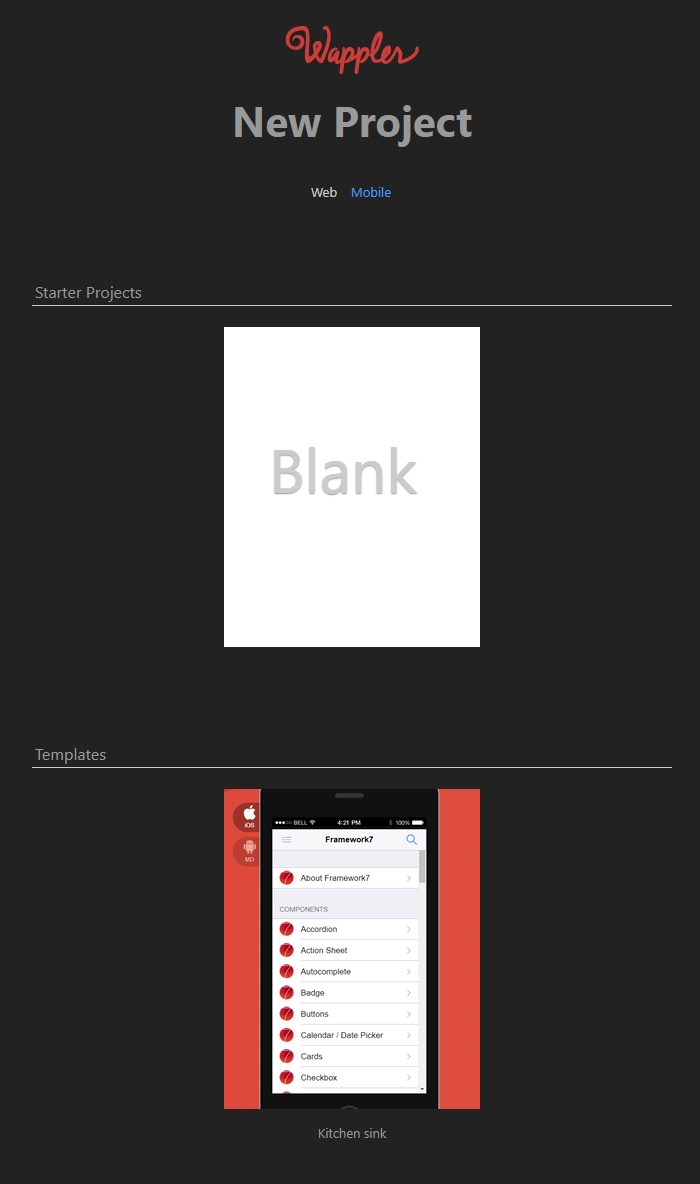 Wappler
New Project
Web Mobile
Starter Projects
Blank
Templates
iOS
MD
BELL 4:21 PM 100%
Framework7
About Framework7
COMPONENTS
Accordion
Action Sheet
Autocomplete
Badge
Buttons
Calendar / Date Picker
Cards
Checkbox
Kitchen sink